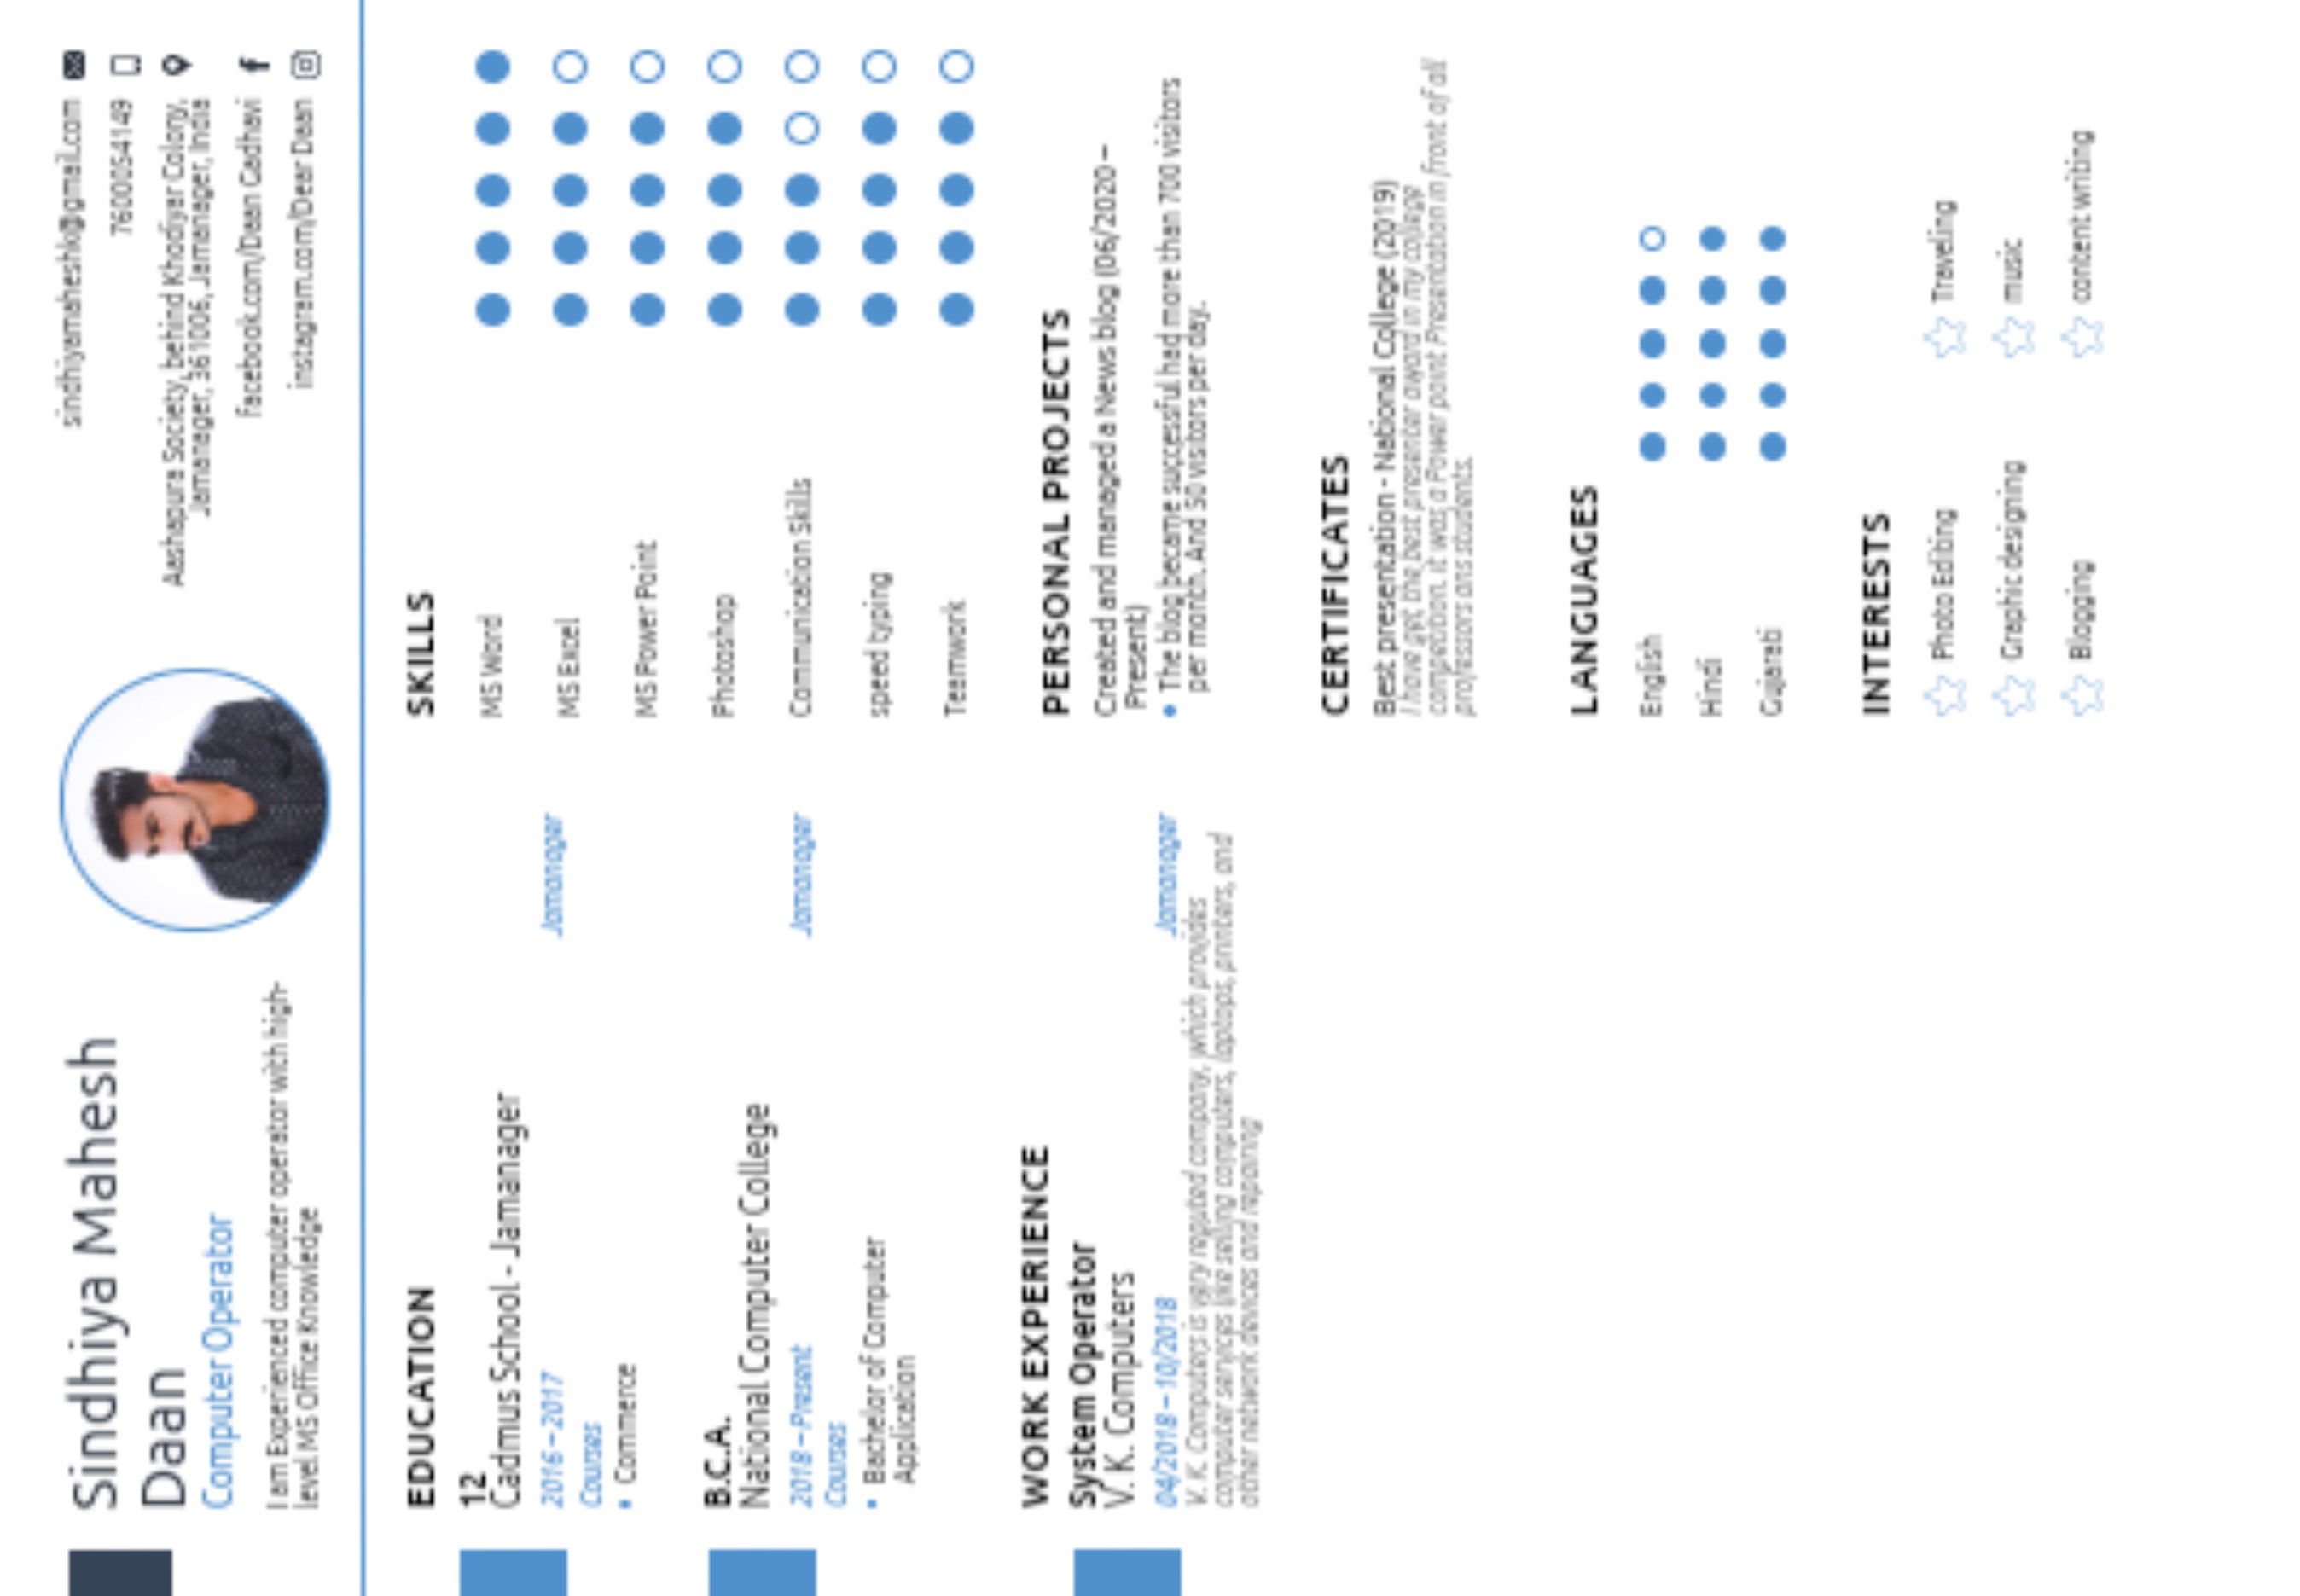 Sindhiya Mahesh
Daan
Computer Operator
I am Experienced computer operator with high-
level MS Office Knowledge
sindhiyamaheshk@gmail.com
7600054149
Aashapura Society, behind Khodiyar Colony,
Jamanager, 361006, Jamanager, India
facebook.com/Daan Gadhavi
instagram.com/Dear Daan
EDUCATION
12
Cadmus School - Jamanager
2016 – 2017 Jamanager
Courses
Commerce
B.C.A.
National Computer College
2018 – Present Jamanager
Courses
Bachelor of Computer
Application
WORK EXPERIENCE
System Operator
V. K. Computers
04/2018 – 10/2018 Jamanager
V. K. Computers is very reputed company, which provides
computer services like selling computers, laptops, printers, and
other network devices and repairing
SKILLS
MS Word
MS Excel
MS Power Point
Photoshop
Communication Skills
speed typing
Teamwork
PERSONAL PROJECTS
Created and managed a News blog (06/2020 –
Present)
The blog became successful had more than 700 visitors
per month. And 50 visitors per day.
CERTIFICATES
Best presentation - National College (2019)
I have get the best presenter award in my college
competition. it was a Power point Presentation in front of all
professors ans students.
LANGUAGES
English
Hindi
Gujarati
INTERESTS
Photo Editing Traveling
Graphic designing music
Blogging content writing